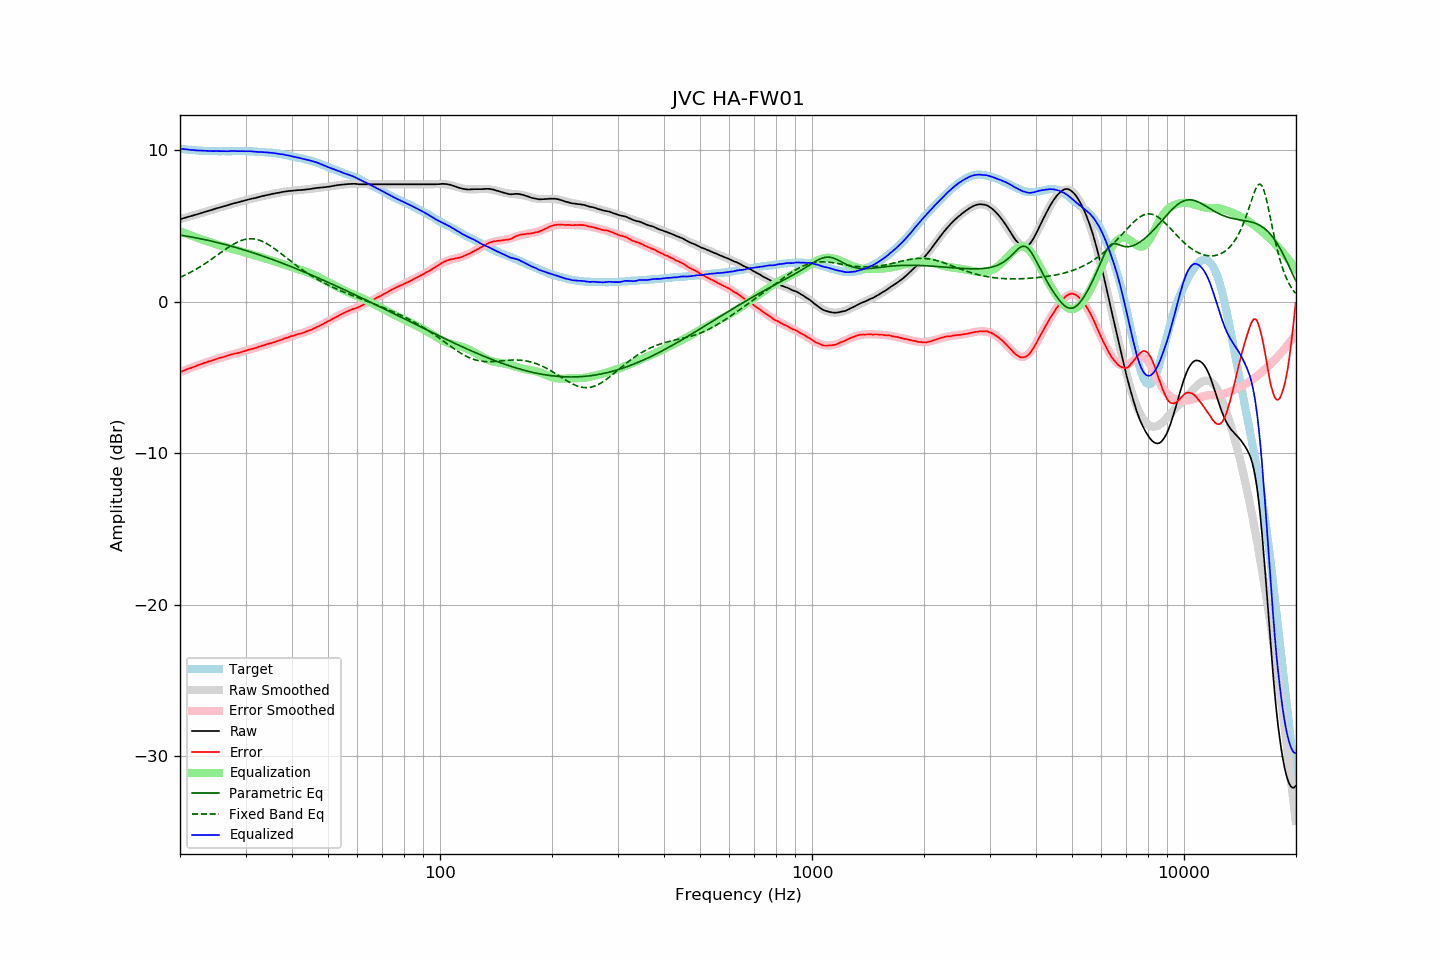 JVC HA-FW01
10
0
−10
−20
−30
Amplitude (dBr)
100
1000
10000
Frequency (Hz)
Target
Raw Smoothed
Error Smoothed
Raw
Error
Equalization
Parametric Eq
Fixed Band Eq
Equalized